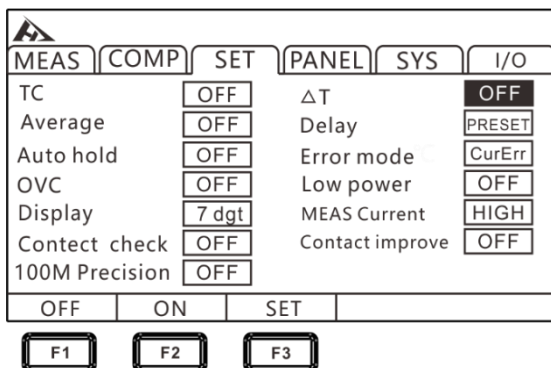 MEAS COMP SET PANEL SYS I/O
TC OFF △T OFF
Average OFF Delay PRESET
Auto hold OFF Error mode CurErr
OVC OFF Low power OFF
Display 7 dgt MEAS Current HIGH
Contect check OFF Contact improve OFF
100M Precision OFF
OFF ON SET
F1 F2 F3